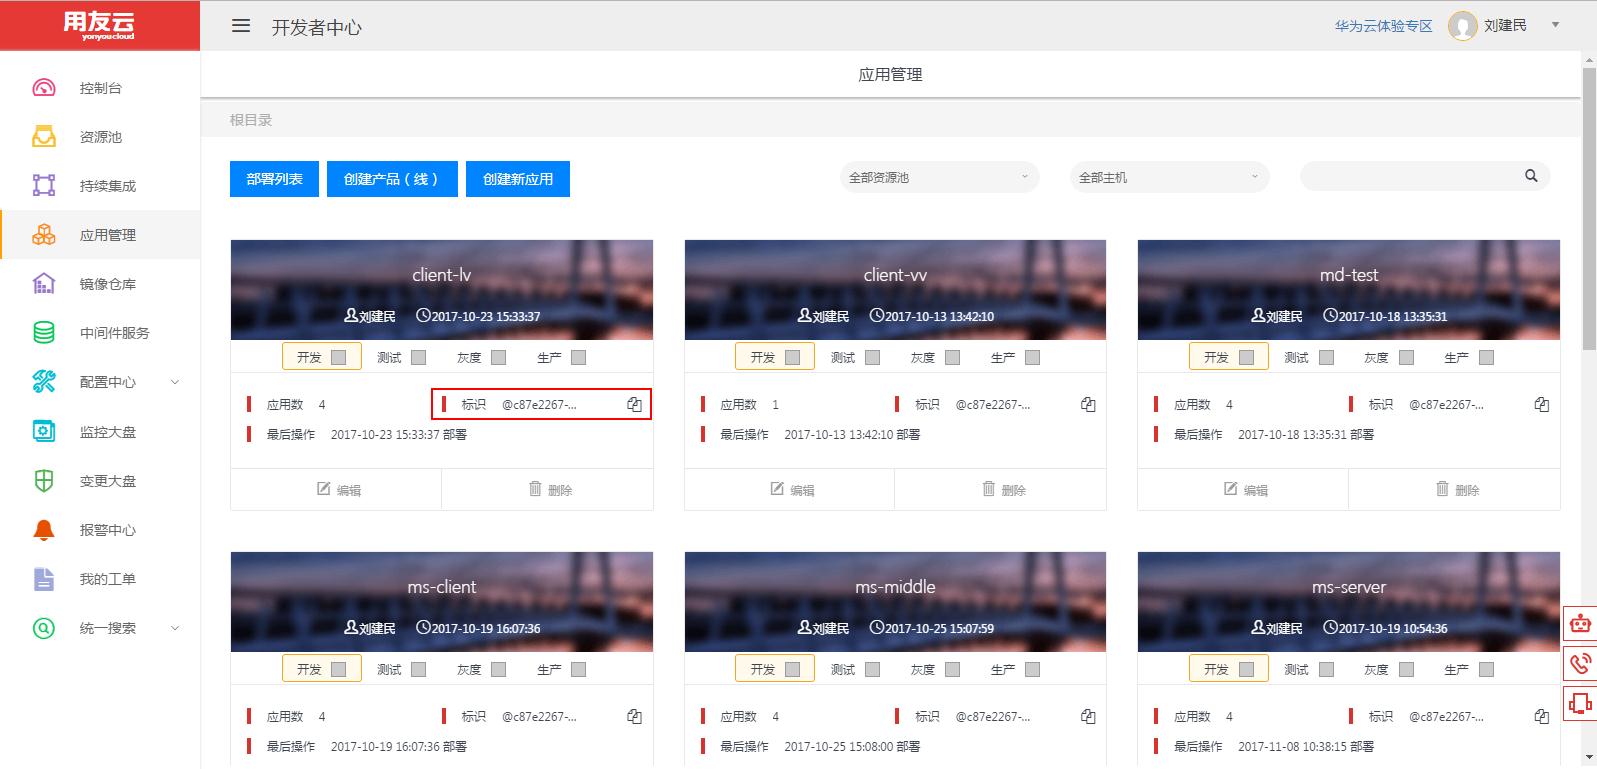 用友云
yonyoucloud
开发者中心
华为云体验专区
刘建民
控制台
资源池
持续集成
应用管理
镜像仓库
中间件服务
配置中心
监控大盘
变更大盘
报警中心
我的工单
统一搜索
应用管理
根目录
部署列表 创建产品（线） 创建新应用 全部资源池 全部主机
client-lv
刘建民 2017-10-23 15:33:37
开发 测试 灰度 生产
应用数 4 标识 @c87e2267-...
最后操作 2017-10-23 15:33:37 部署
编辑 删除
client-vv
刘建民 2017-10-13 13:42:10
开发 测试 灰度 生产
应用数 1 标识 @c87e2267-...
最后操作 2017-10-13 13:42:10 部署
编辑 删除
md-test
刘建民 2017-10-18 13:35:31
开发 测试 灰度 生产
应用数 4 标识 @c87e2267-...
最后操作 2017-10-18 13:35:31 部署
编辑 删除
ms-client
刘建民 2017-10-19 16:07:36
开发 测试 灰度 生产
应用数 4 标识 @c87e2267-...
最后操作 2017-10-19 16:07:36 部署
ms-middle
刘建民 2017-10-25 15:07:59
开发 测试 灰度 生产
应用数 4 标识 @c87e2267-...
最后操作 2017-10-25 15:08:00 部署
ms-server
刘建民 2017-10-19 10:54:36
开发 测试 灰度 生产
应用数 4 标识 @c87e2267-...
最后操作 2017-11-08 10:38:15 部署